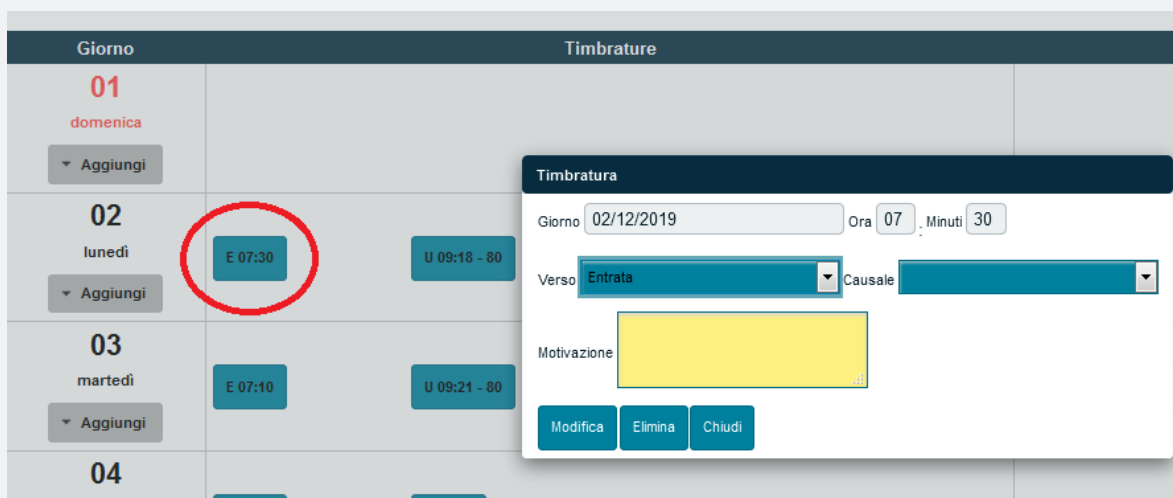 Giorno Timbrature
01
domenica
Aggiungi
02
lunedì
E 07:30 U 09:18 - 80
Aggiungi
03
martedì
E 07:10 U 09:21 - 80
Aggiungi
04
Timbratura
Giorno 02/12/2019 Ora 07 : Minuti 30
Verso Entrata Causale
Motivazione
Modifica Elimina Chiudi